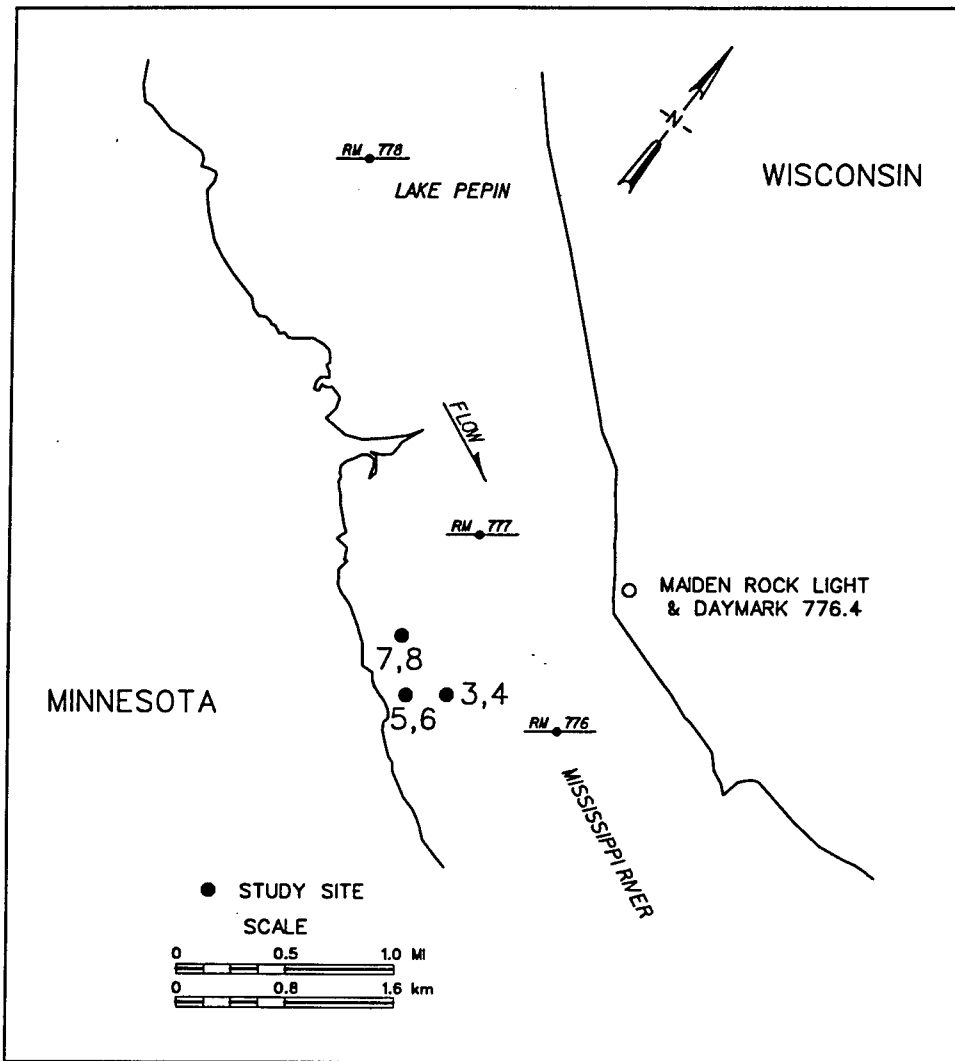 RM 778
LAKE PEPIN
N
WISCONSIN
FLOW
RM 777
MAIDEN ROCK LIGHT
& DAYMARK 776.4
7,8
MINNESOTA
5,6
3,4
RM 776
MISSISSIPPI RIVER
STUDY SITE
SCALE
0 0.5 1.0 MI
0 0.8 1.6 km